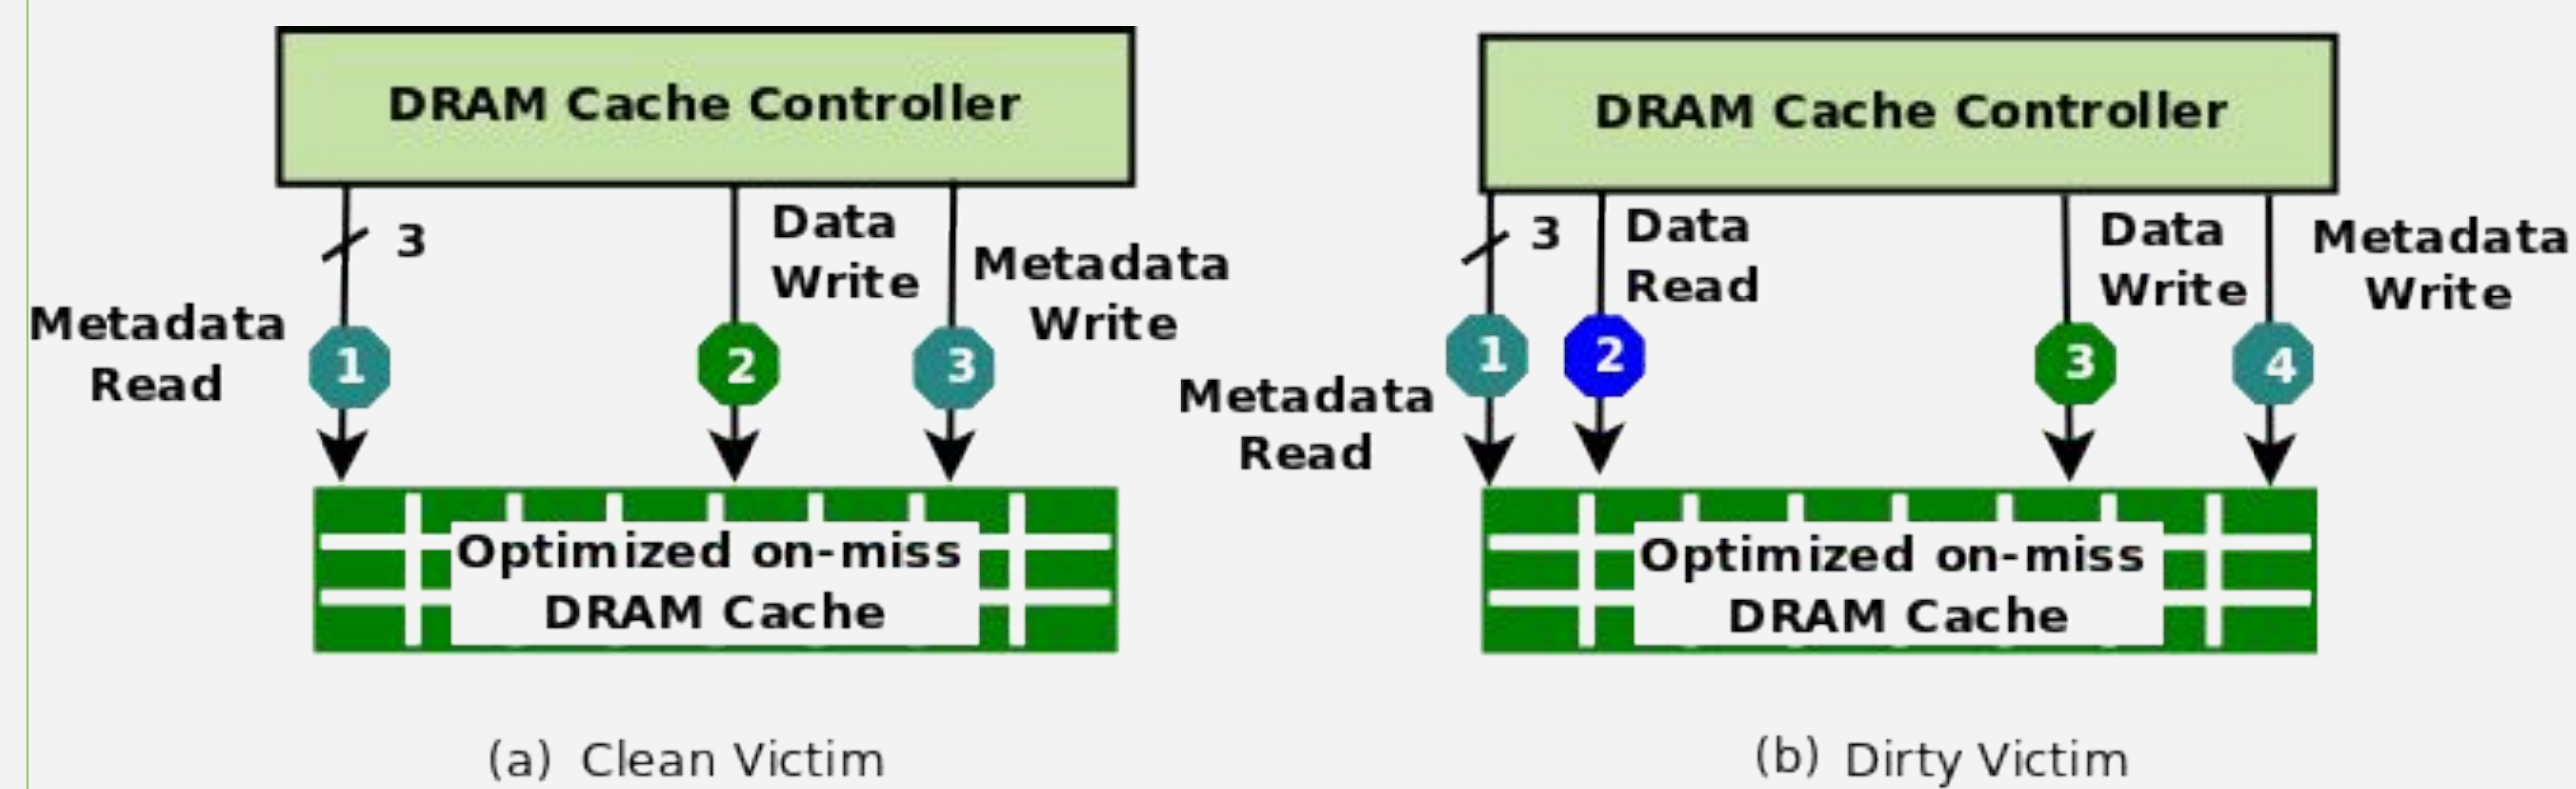 DRAM Cache Controller
3
Data
Write
Metadata
Write
Metadata
Read
1
2
3
Optimized on-miss
DRAM Cache
(a) Clean Victim
DRAM Cache Controller
3
Data
Read
Data
Write
Metadata
Write
Metadata
Read
1
2
3
4
Optimized on-miss
DRAM Cache
(b) Dirty Victim